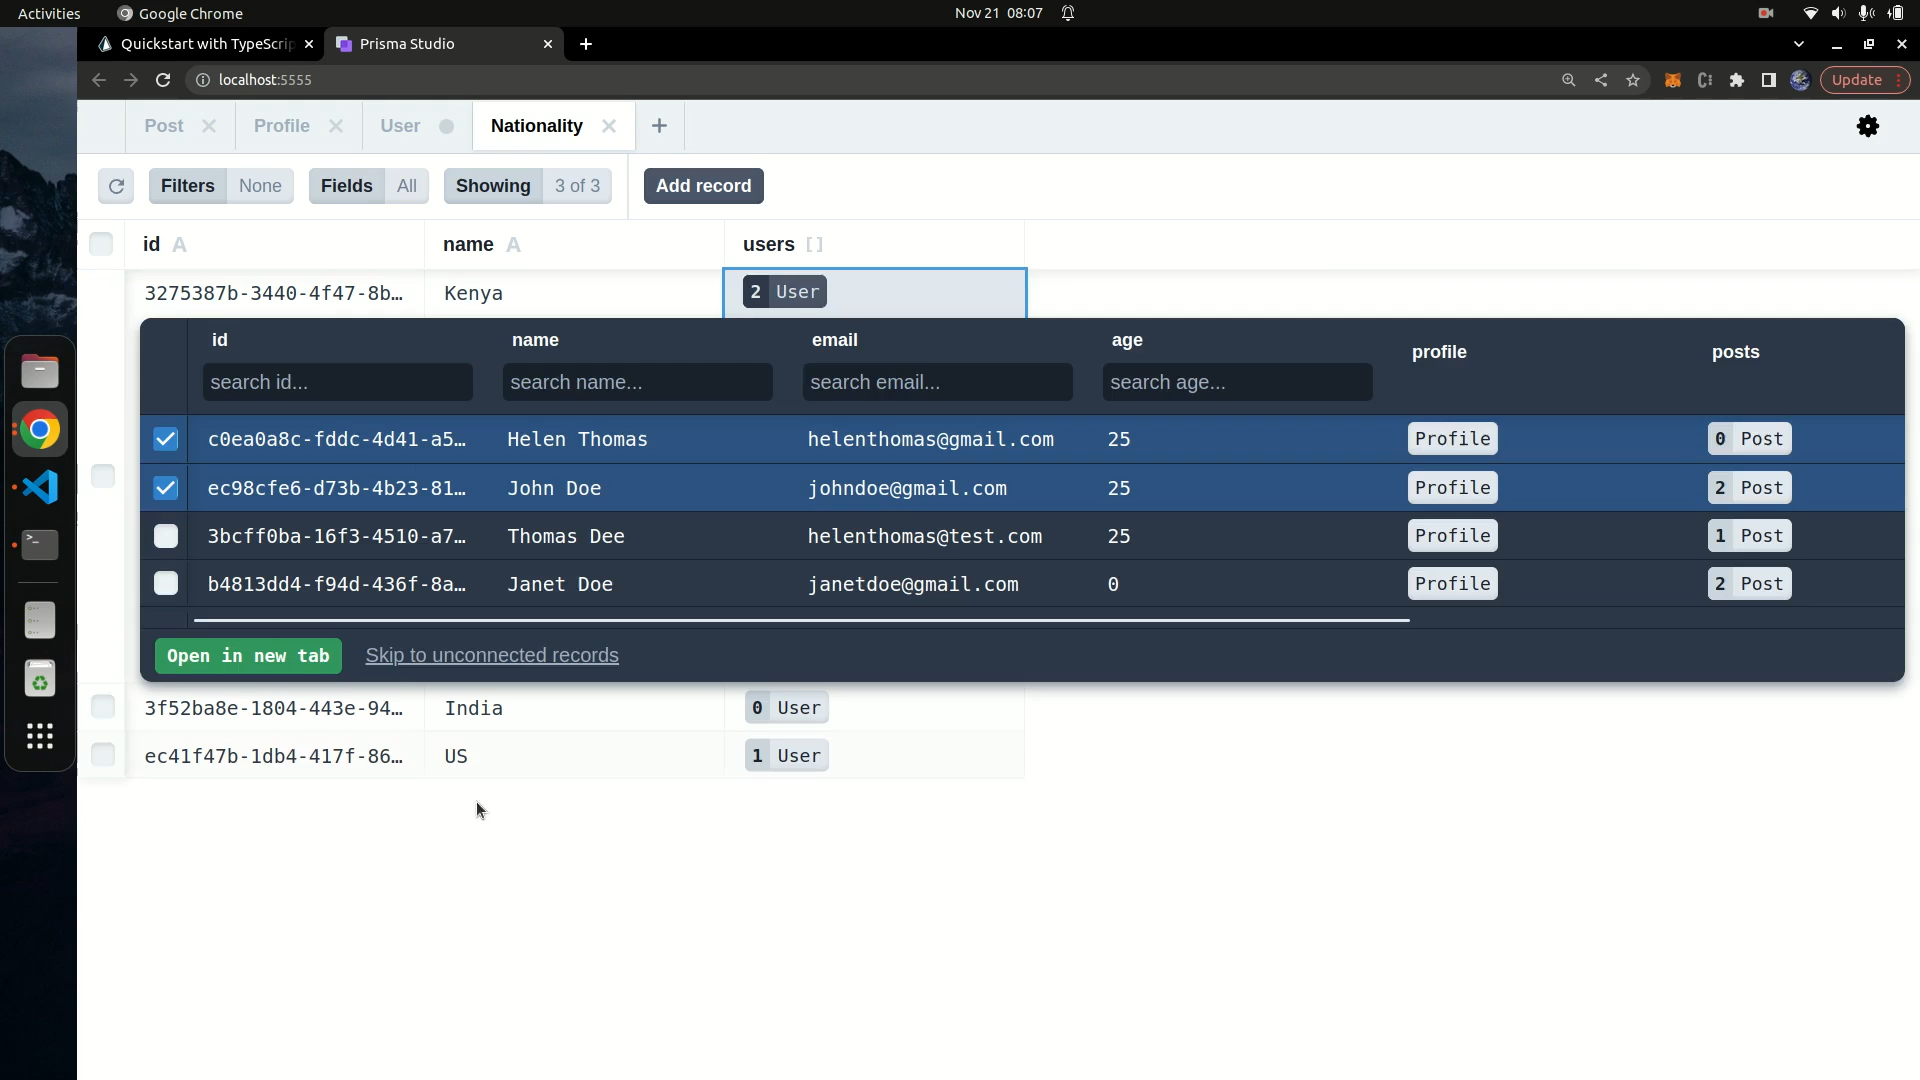 Activities
Google Chrome
Nov 21 08:07
Quickstart with TypeScrip
Prisma Studio
localhost:5555
Update
Post
Profile
User
Nationality
Filters None
Fields All
Showing 3 of 3
Add record
id A
name A
users []
3275387b-3440-4f47-8b…
Kenya
2 User
id
name
email
age
profile
posts
search id...
search name...
search email...
search age...
c0ea0a8c-fddc-4d41-a5… Helen Thomas helenthomas@gmail.com 25 Profile 0 Post
ec98cfe6-d73b-4b23-81… John Doe johndoe@gmail.com 25 Profile 2 Post
3bcff0ba-16f3-4510-a7… Thomas Dee helenthomas@test.com 25 Profile 1 Post
b4813dd4-f94d-436f-8a… Janet Doe janetdoe@gmail.com 0 Profile 2 Post
Open in new tab
Skip to unconnected records
3f52ba8e-1804-443e-94… India 0 User
ec41f47b-1db4-417f-86… US 1 User